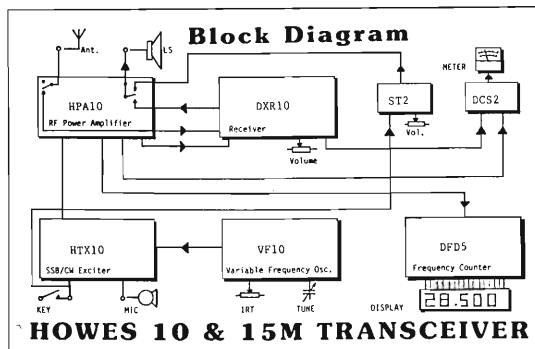 Block Diagram
Ant.
LS
METER
HPA10
RF Power Amplifier
DXR10
Receiver
ST2
DCS2
Vol.
Volume
HTX10
SSB/CW Exciter
VF10
Variable Frequency Osc.
DFD5
Frequency Counter
KEY
MIC
IRT
TUNE
DISPLAY
28.500
HOWES 10 & 15M TRANSCEIVER